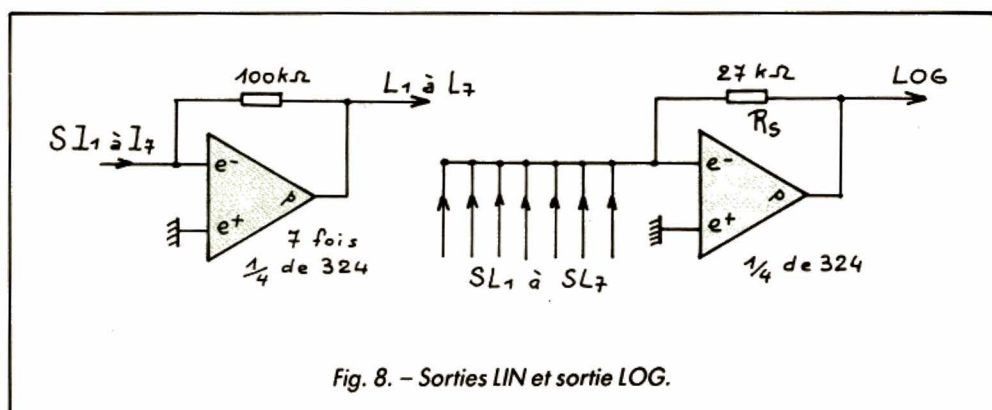 100kΩ
L1 à L7
SI1 à I7
e-
e+
s
7 fois
1/4 de 324
27 kΩ
RS
LOG
e-
e+
s
1/4 de 324
SL1 à SL7
Fig. 8. – Sorties LIN et sortie LOG.